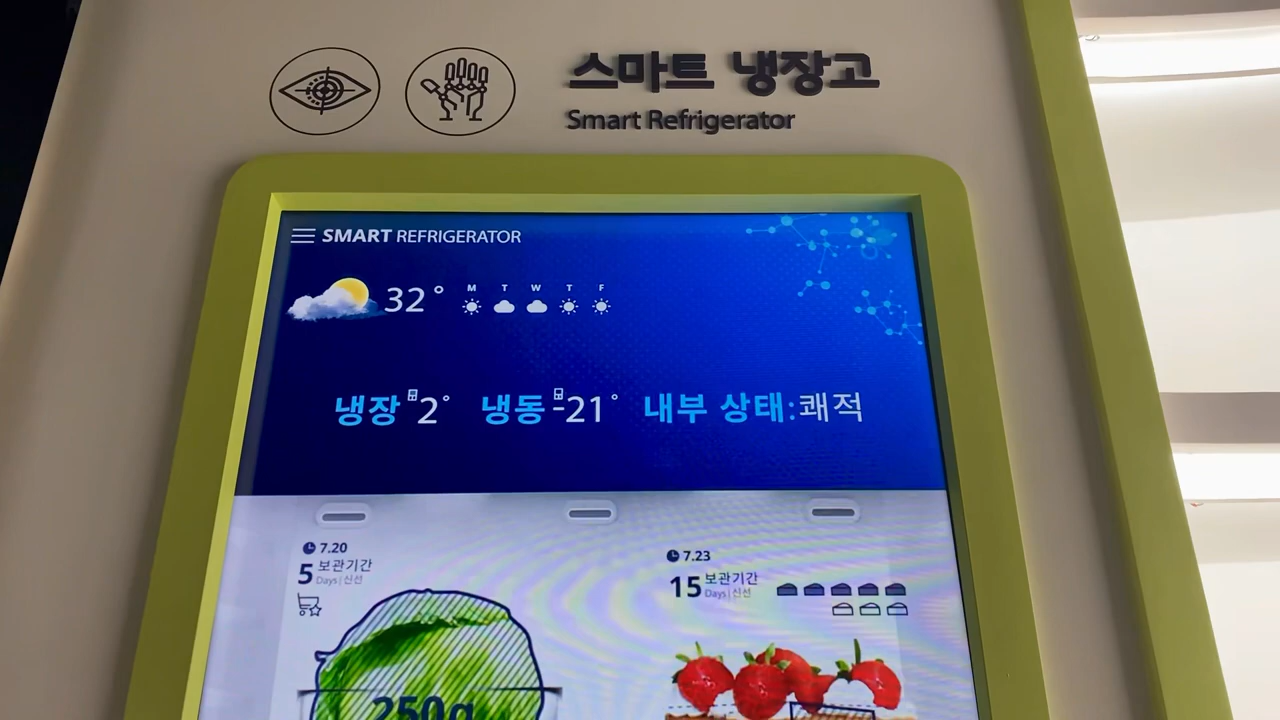 스마트 냉장고
Smart Refrigerator
SMART REFRIGERATOR
32°
M T W T F
냉장 2° 냉동 -21° 내부 상태:쾌적
7.20
5 보관기간
Days|신선
7.23
15 보관기간
Days|신선
250g